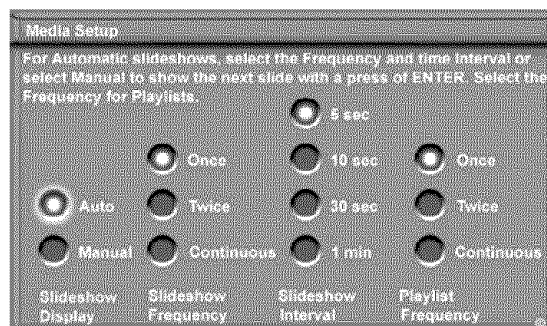 Media Setup
For Automatic slideshows, select the Frequency and time Interval or
select Manual to show the next slide with a press of ENTER. Select the
Frequency for Playlists.
5 sec
Once 10 sec Once
Auto Twice 30 sec Twice
Manual Continuous 1 min Continuous
Slideshow Slideshow Slideshow Playlist
Display Frequency Interval Frequency